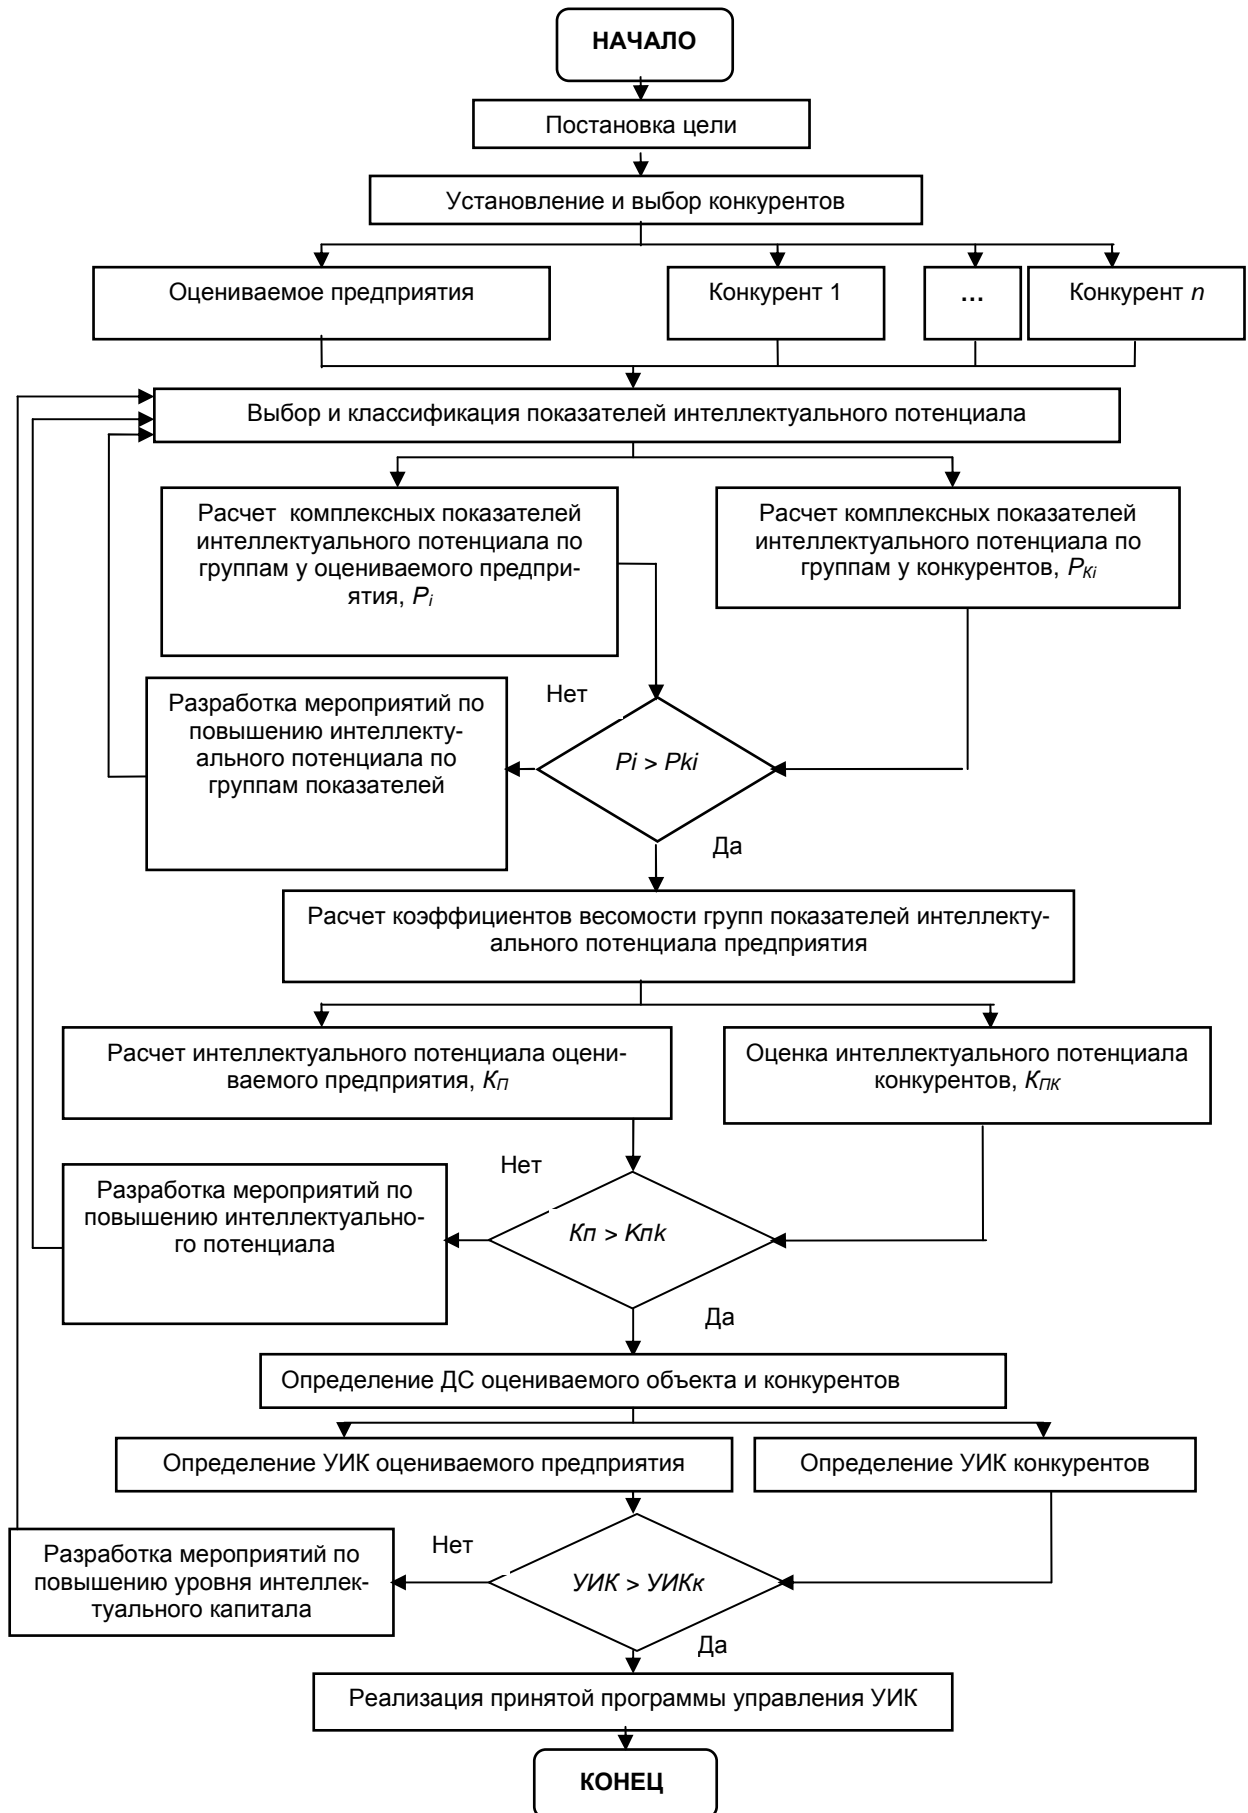 НАЧАЛО
Постановка цели
Установление и выбор конкурентов
Оцениваемое предприятия
Конкурент 1
...
Конкурент n
Выбор и классификация показателей интеллектуального потенциала
Расчет комплексных показателей
интеллектуального потенциала по
группам у оцениваемого предпри-
ятия, Pi
Расчет комплексных показателей
интеллектуального потенциала по
группам у конкурентов, PKi
Нет
Разработка мероприятий по
повышению интеллекту-
ального потенциала по
группам показателей
Pi > Pki
Да
Расчет коэффициентов весомости групп показателей интеллекту-
ального потенциала предприятия
Расчет интеллектуального потенциала оцени-
ваемого предприятия, КП
Оценка интеллектуального потенциала
конкурентов, КПК
Нет
Разработка мероприятий по
повышению интеллектуально-
го потенциала
Кп > Kпk
Да
Определение ДС оцениваемого объекта и конкурентов
Определение УИК оцениваемого предприятия
Определение УИК конкурентов
Нет
Разработка мероприятий по
повышению уровня интеллек-
туального капитала
УИК > УИКк
Да
Реализация принятой программы управления УИК
КОНЕЦ